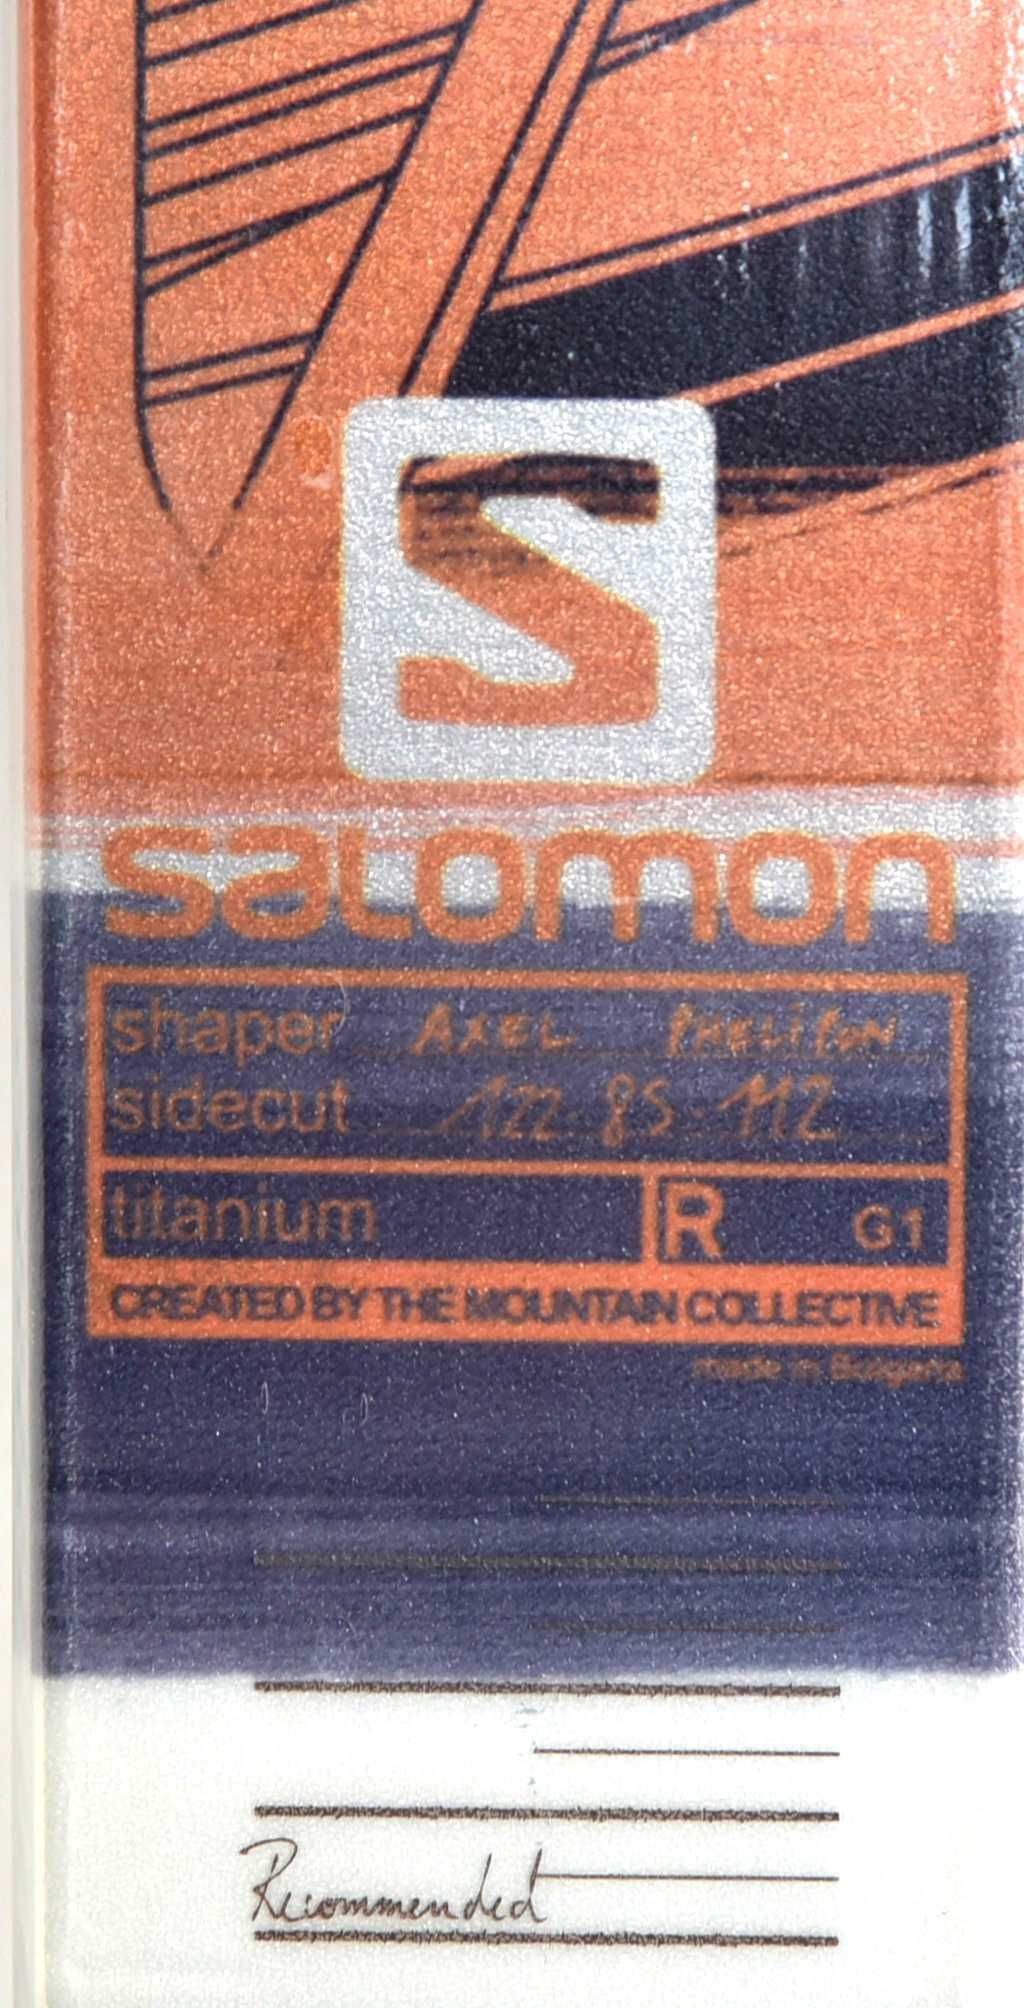 S
salomon
shaper AXEL PHELIPON
sidecut 122-85-112
titanium R G1
CREATED BY THE MOUNTAIN COLLECTIVE
made in Bulgaria
Recommended